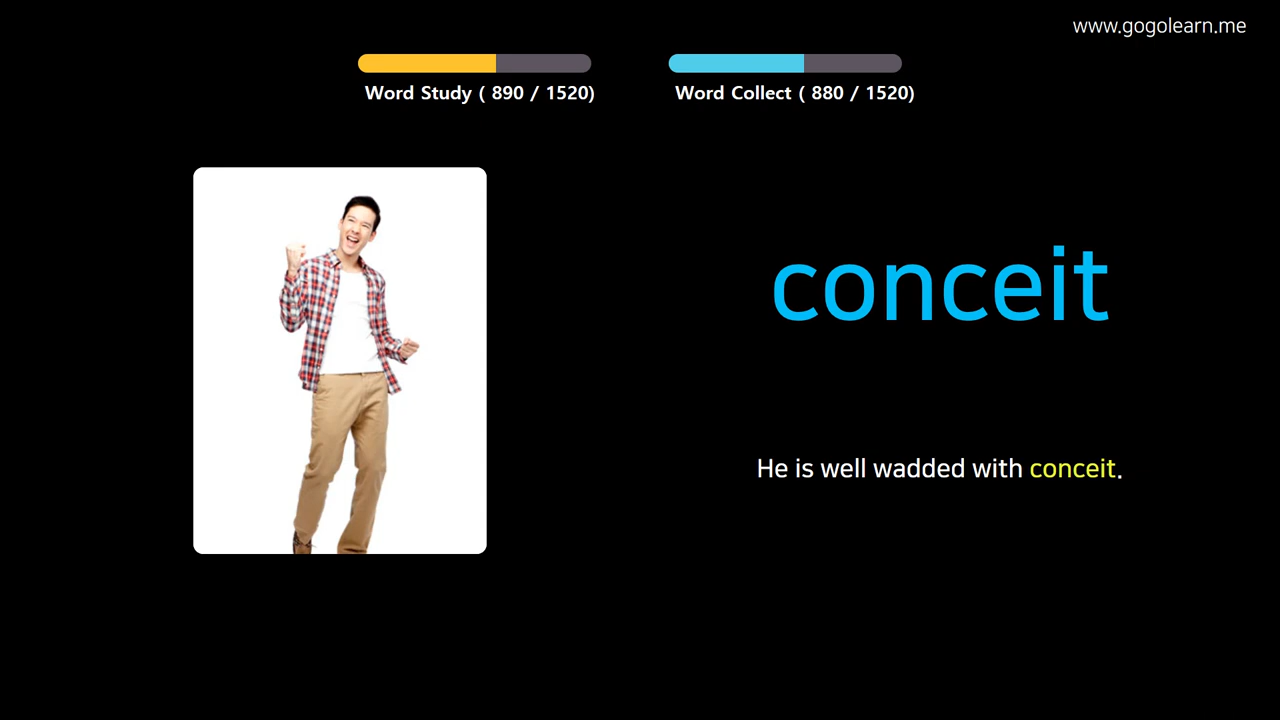 www.gogolearn.me
Word Study ( 890 / 1520)
Word Collect ( 880 / 1520)
conceit
He is well wadded with conceit.